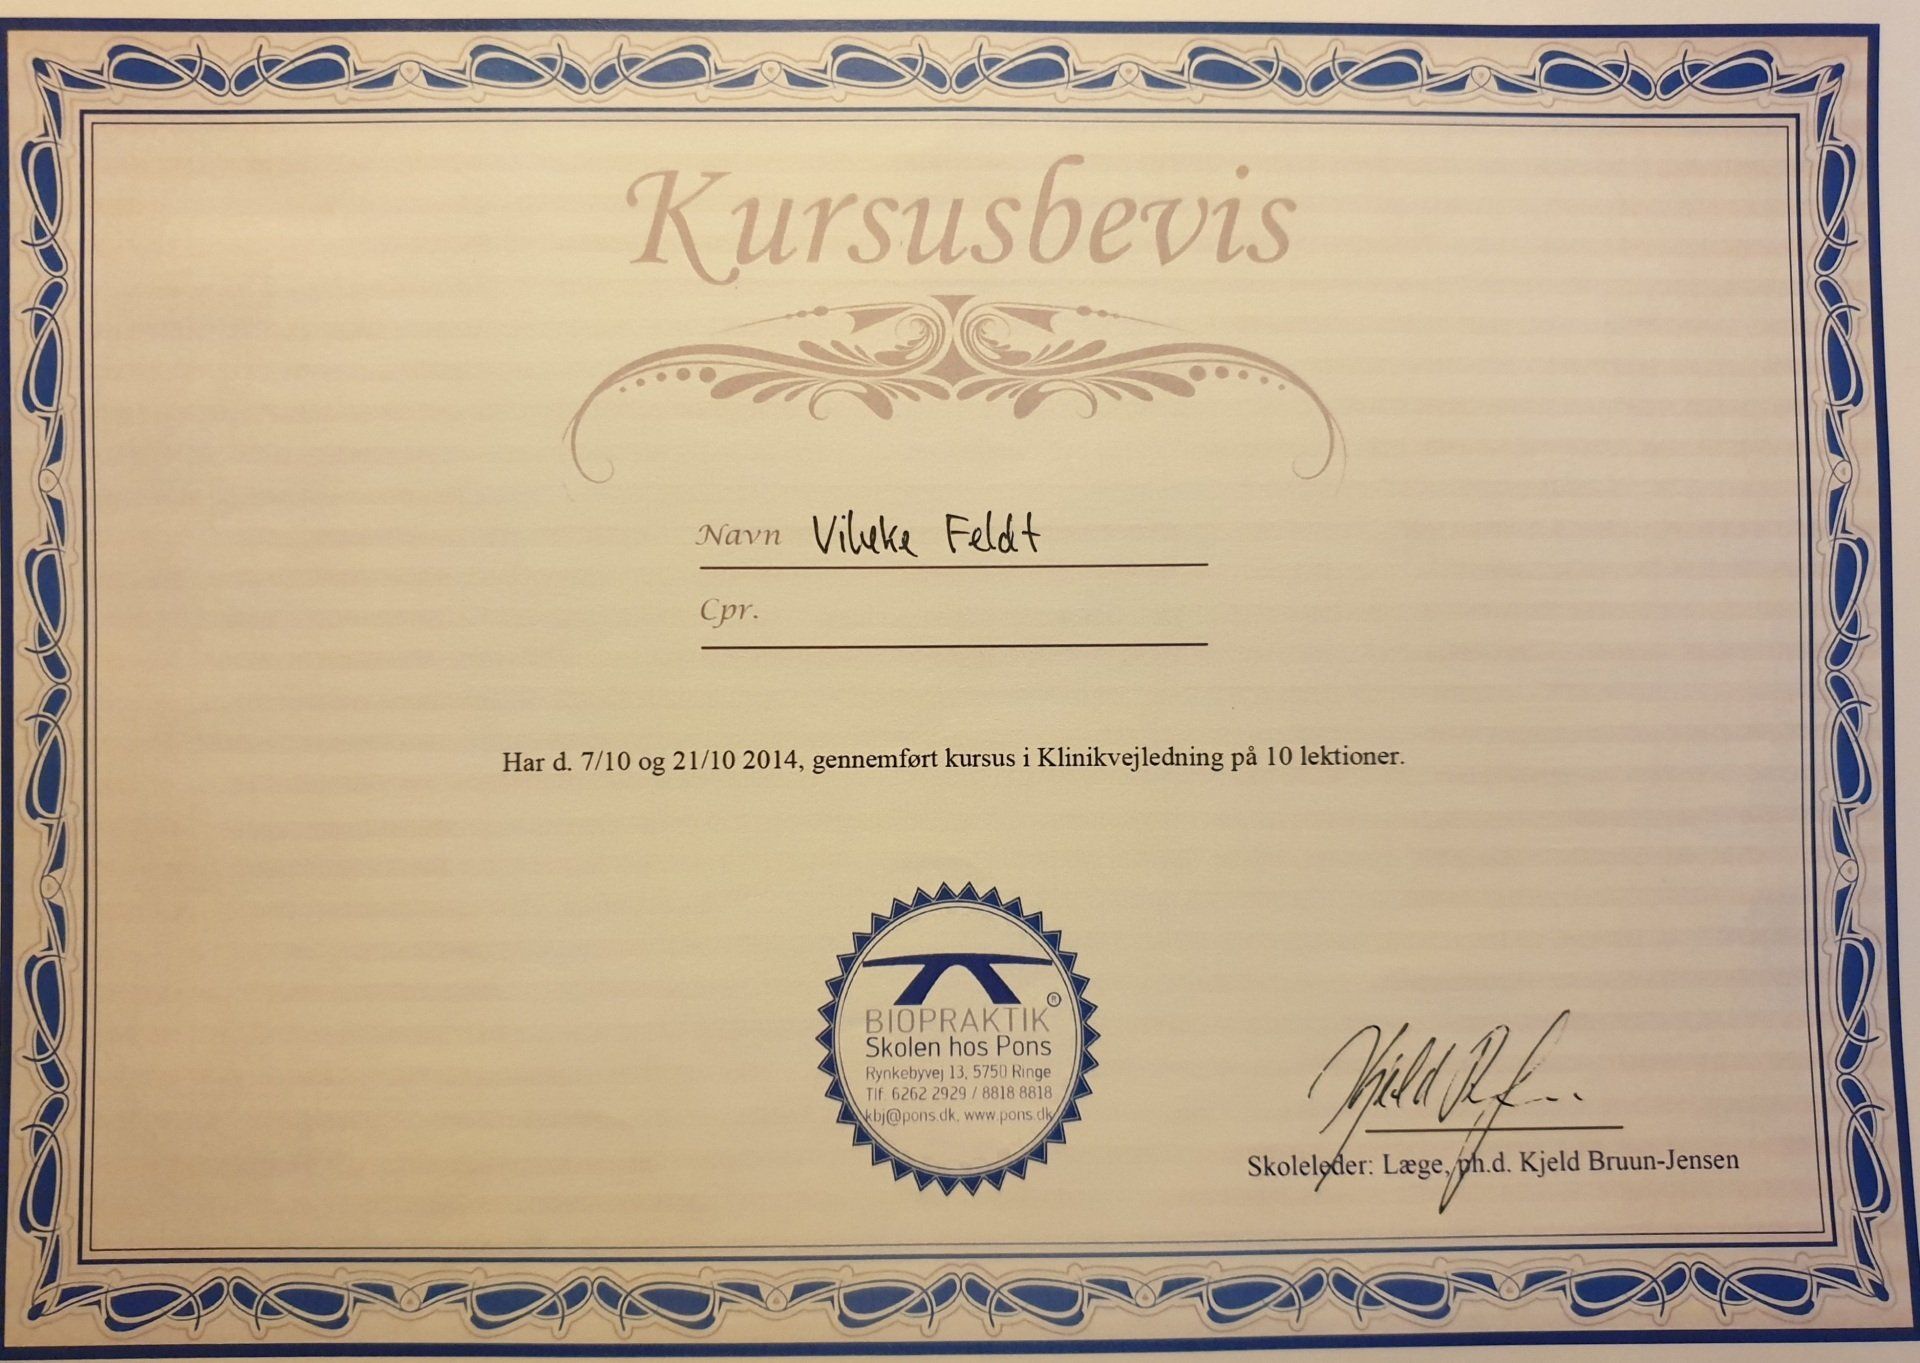 Kursusbevis
Navn Vibeke Feldt
Cpr.
Har d. 7/10 og 21/10 2014, gennemført kursus i Klinikvejledning på 10 lektioner.
BIOPRAKTIK®
Skolen hos Pons
Rynkebyvej 13, 5750 Ringe
Tlf. 6262 2929 / 8818 8818
kbj@pons.dk, www.pons.dk
Kjeld
Skoleleder: Læge, ph.d. Kjeld Bruun-Jensen